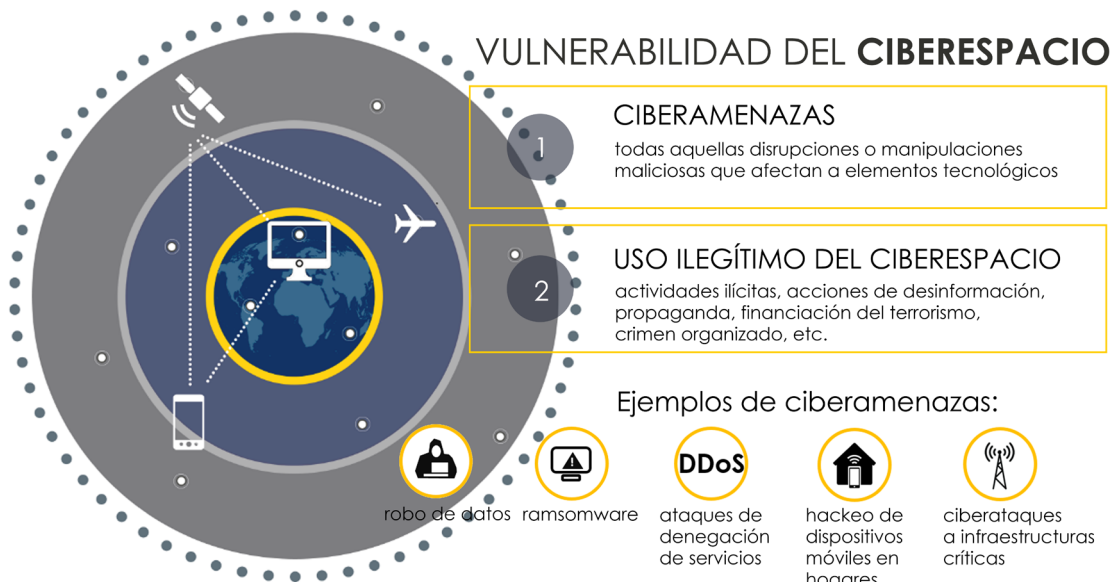 VULNERABILIDAD DEL CIBERESPACIO
1
CIBERAMENAZAS
todas aquellas disrupciones o manipulaciones
maliciosas que afectan a elementos tecnológicos
2
USO ILEGÍTIMO DEL CIBERESPACIO
actividades ilícitas, acciones de desinformación,
propaganda, financiación del terrorismo,
crimen organizado, etc.
Ejemplos de ciberamenazas:
robo de datos
ramsomware
DDoS
ataques de
denegación
de servicios
hackeo de
dispositivos
móviles en
hogares
ciberataques
a infraestructuras
críticas